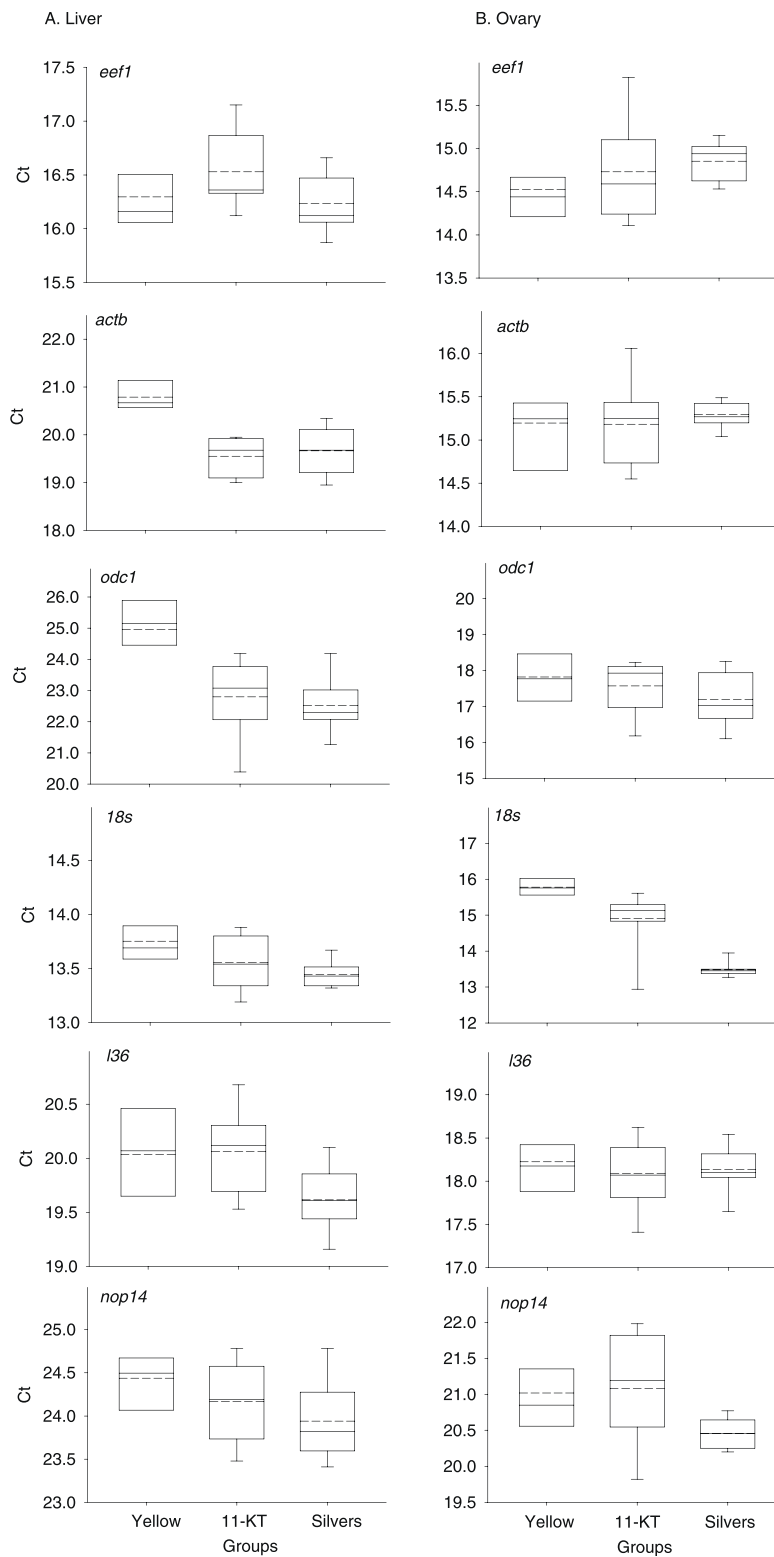 A. Liver
B. Ovary
eef1
17.5
17.0
16.5
16.0
15.5
Ct
eef1
15.5
15.0
14.5
14.0
13.5
actb
22.0
21.0
20.0
19.0
18.0
Ct
actb
16.0
15.5
15.0
14.5
14.0
odc1
26.0
25.0
24.0
23.0
22.0
21.0
20.0
Ct
odc1
20
19
18
17
16
15
18s
14.5
14.0
13.5
13.0
Ct
18s
17
16
15
14
13
12
l36
20.5
20.0
19.5
19.0
Ct
l36
19.0
18.5
18.0
17.5
17.0
nop14
25.0
24.5
24.0
23.5
23.0
Ct
nop14
22.0
21.5
21.0
20.5
20.0
19.5
Yellow 11-KT Silvers
Groups
Yellow 11-KT Silvers
Groups